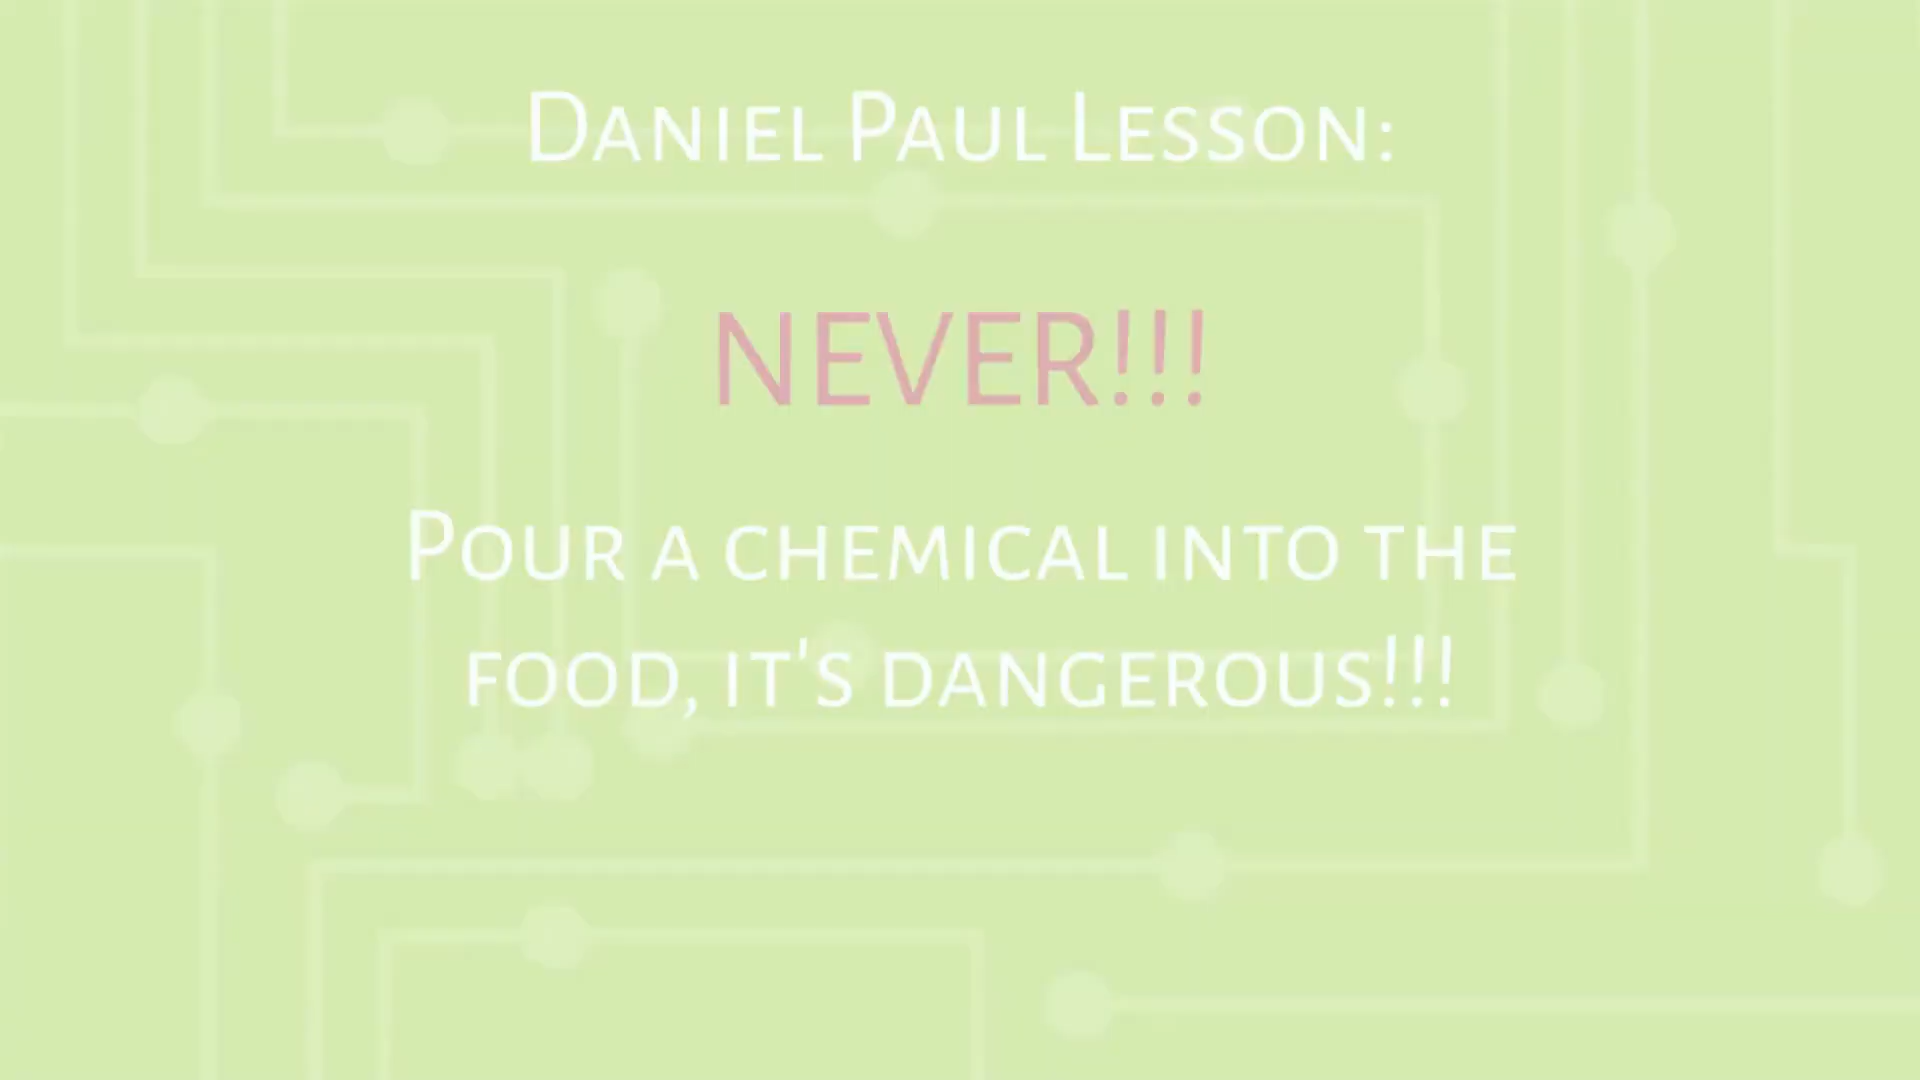 Daniel Paul Lesson:
NEVER!!!
Pour a chemical into the
food, it's dangerous!!!